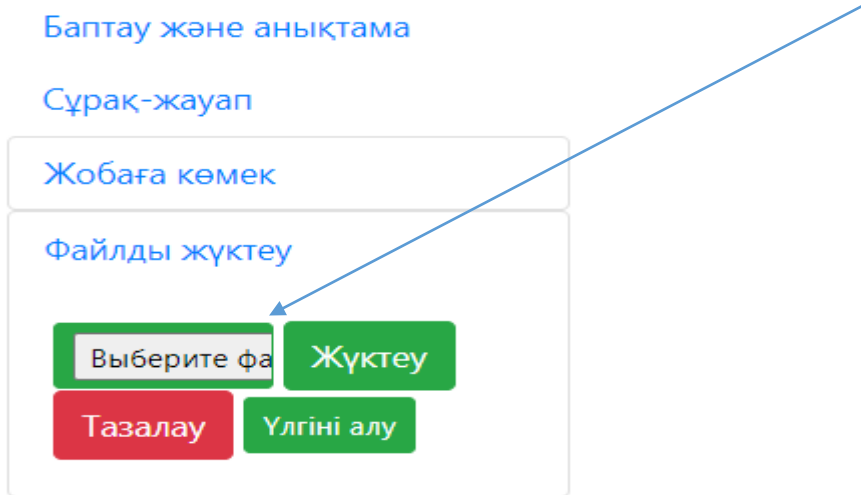 Баптау және анықтама
Сұрақ-жауап
Жобаға көмек
Файлды жүктеу
Выберите фа Жүктеу
Тазалау Үлгіні алу